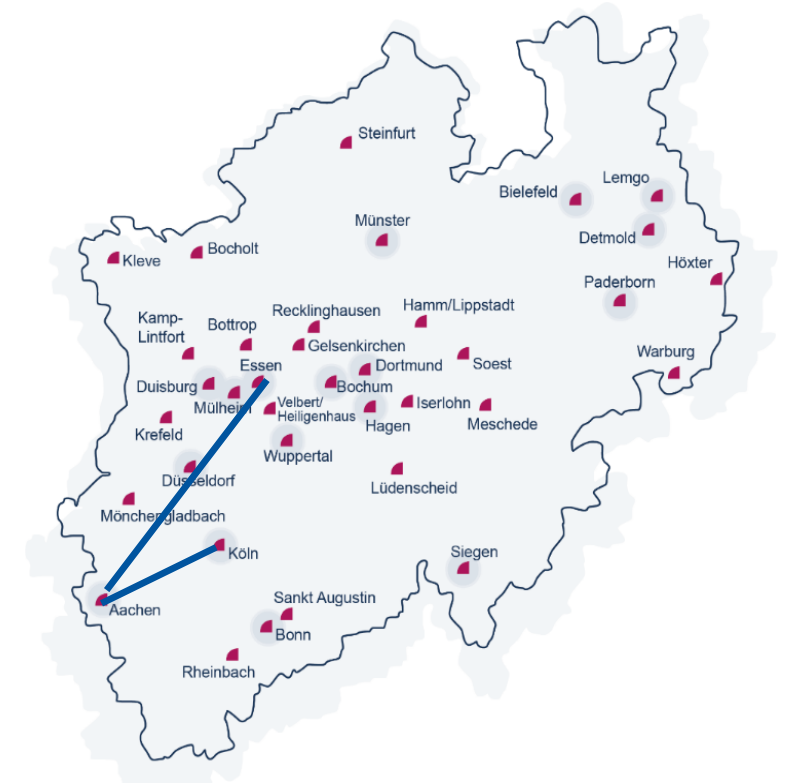 Steinfurt
Lemgo
Bielefeld
Münster
Detmold
Bocholt
Kleve
Höxter
Paderborn
Recklinghausen
Hamm/Lippstadt
Kamp-
Lintfort
Bottrop
Gelsenkirchen
Warburg
Essen
Dortmund
Soest
Duisburg
Bochum
Mülheim
Velbert/
Heiligenhaus
Iserlohn
Krefeld
Hagen
Meschede
Wuppertal
Düsseldorf
Lüdenscheid
Mönchengladbach
Köln
Siegen
Sankt Augustin
Aachen
Bonn
Rheinbach